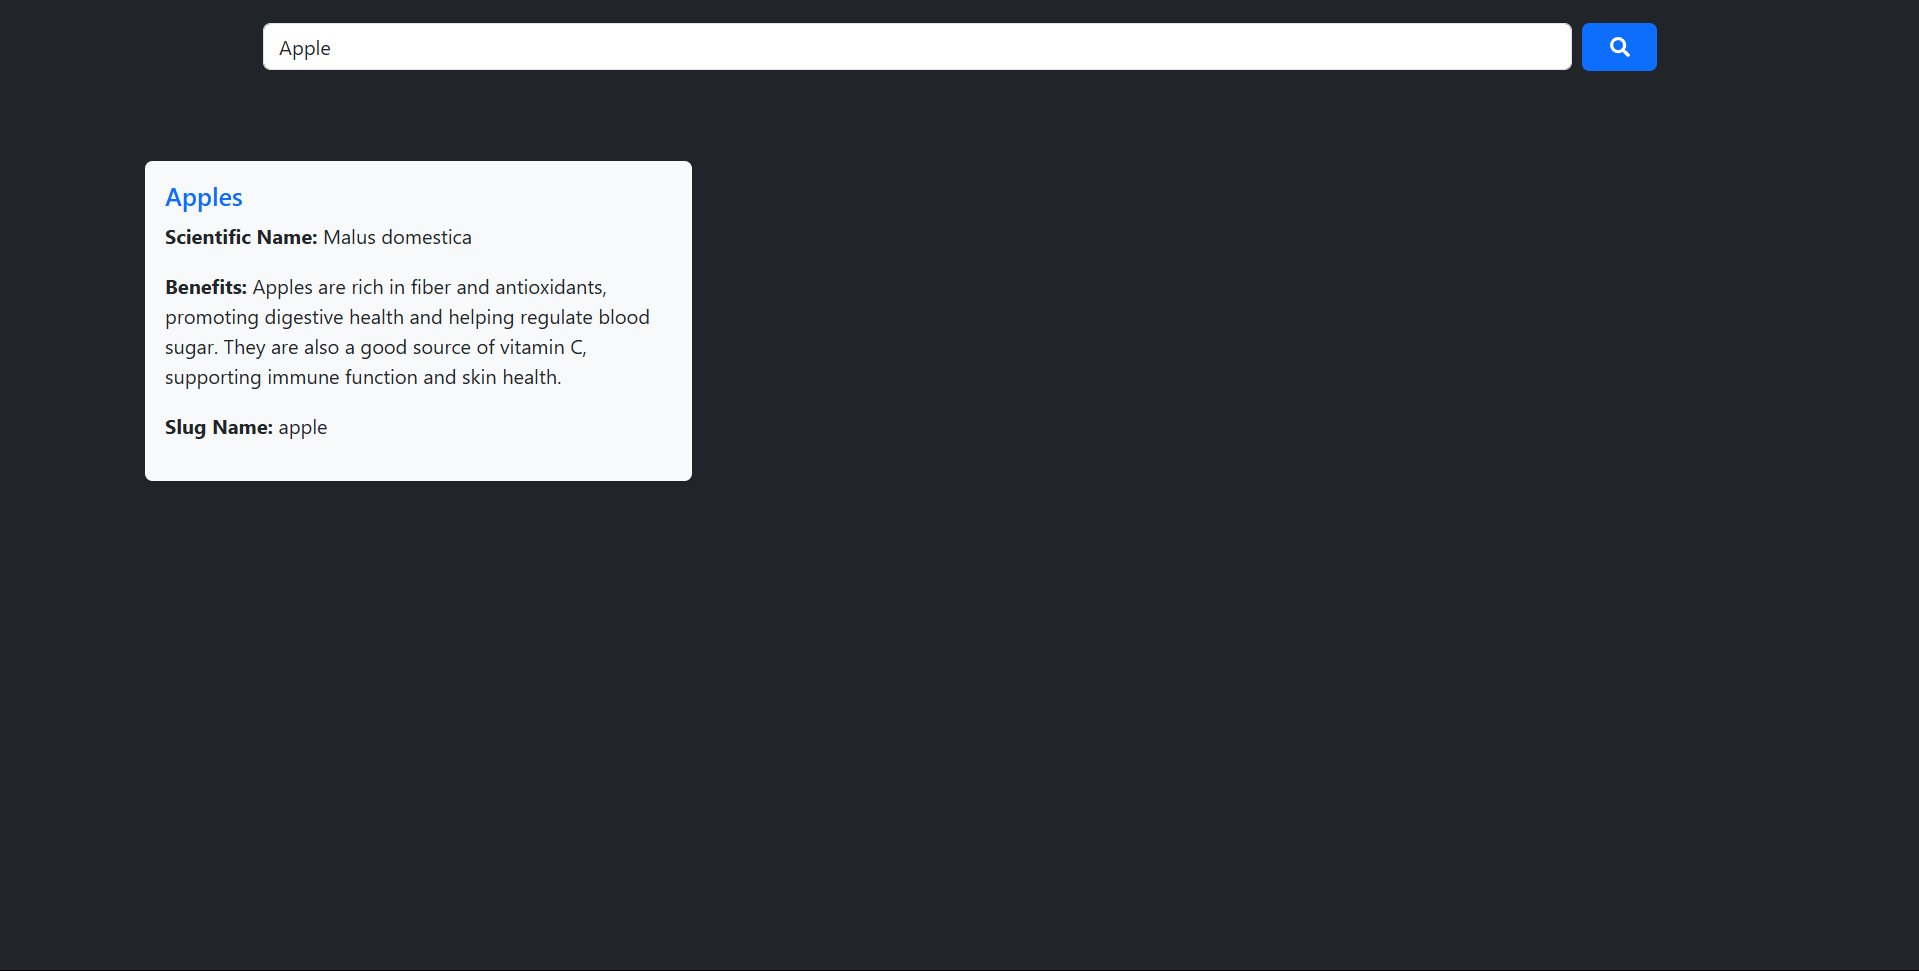 Apple
Apples
Scientific Name: Malus domestica
Benefits: Apples are rich in fiber and antioxidants,
promoting digestive health and helping regulate blood
sugar. They are also a good source of vitamin C,
supporting immune function and skin health.
Slug Name: apple